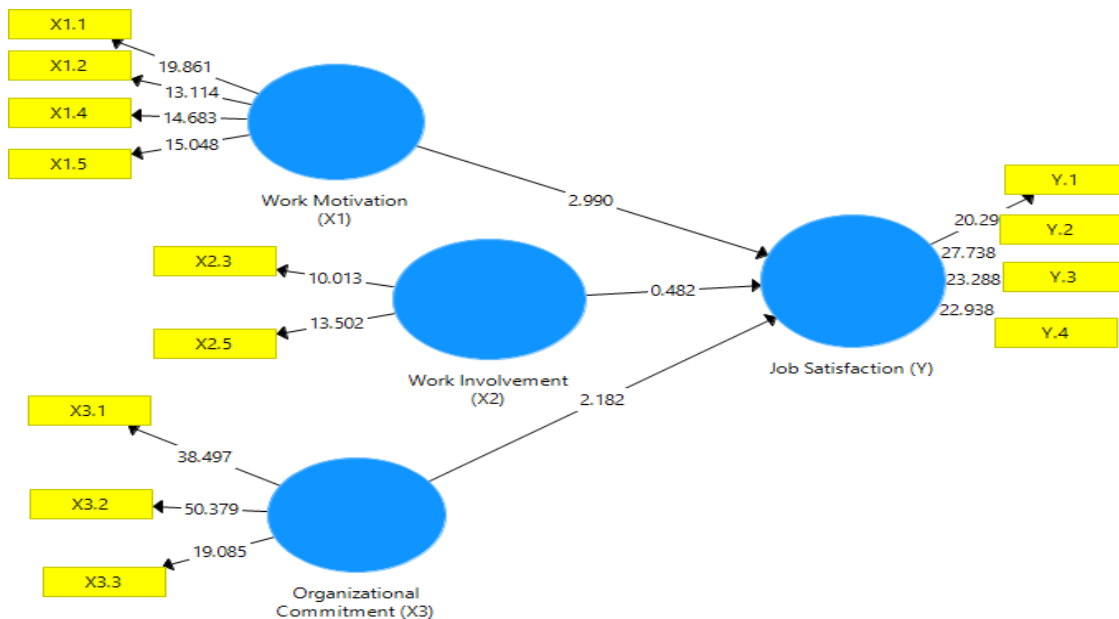 X1.1
19.861
X1.2
13.114
X1.4
14.683
X1.5
15.048
Work Motivation
(X1)
2.990
X2.3
10.013
X2.5
13.502
Work Involvement
(X2)
0.482
X3.1
38.497
X3.2
50.379
X3.3
19.085
Organizational
Commitment (X3)
2.182
Y.1
20.29
Y.2
27.738
Y.3
23.288
Y.4
22.938
Job Satisfaction (Y)